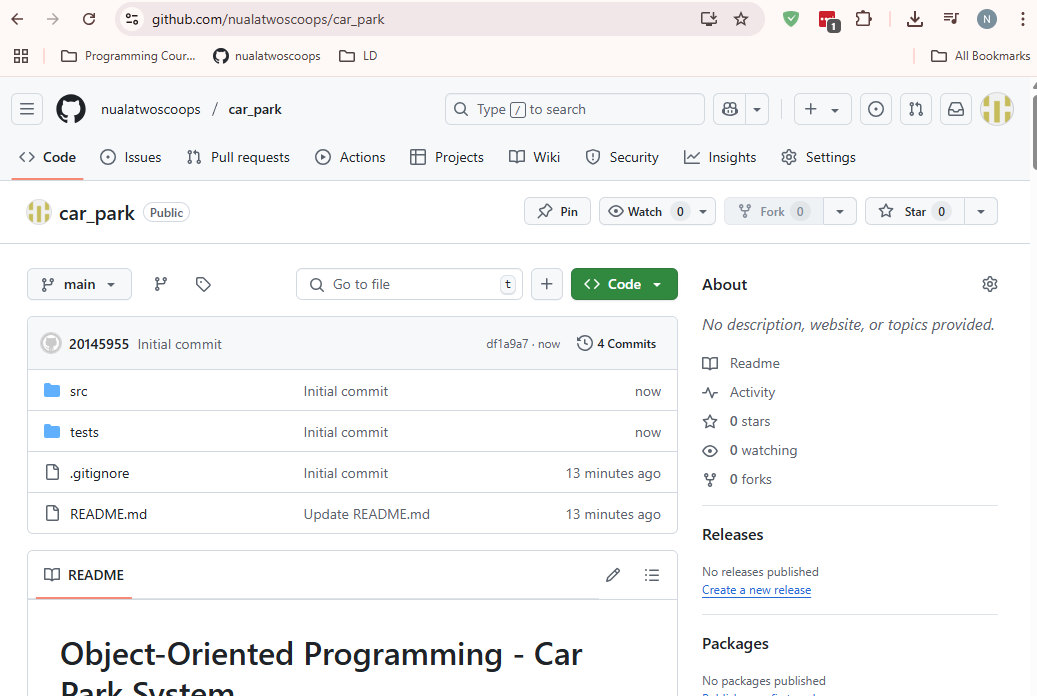 github.com/nualatwoscoops/car_park
1
N
Programming Cour...
nualatwoscoops
LD
All Bookmarks
nualatwoscoops / car_park
Type / to search
Code
Issues
Pull requests
Actions
Projects
Wiki
Security
Insights
Settings
car_park Public
Pin
Watch 0
Fork 0
Star 0
main
Go to file t
Code
About
No description, website, or topics provided.
20145955 Initial commit df1a9a7 · now 4 Commits
src Initial commit now
tests Initial commit now
.gitignore Initial commit 13 minutes ago
README.md Update README.md 13 minutes ago
Readme
Activity
0 stars
0 watching
0 forks
Releases
No releases published
Create a new release
Packages
No packages published
README
Object-Oriented Programming - Car
Park System